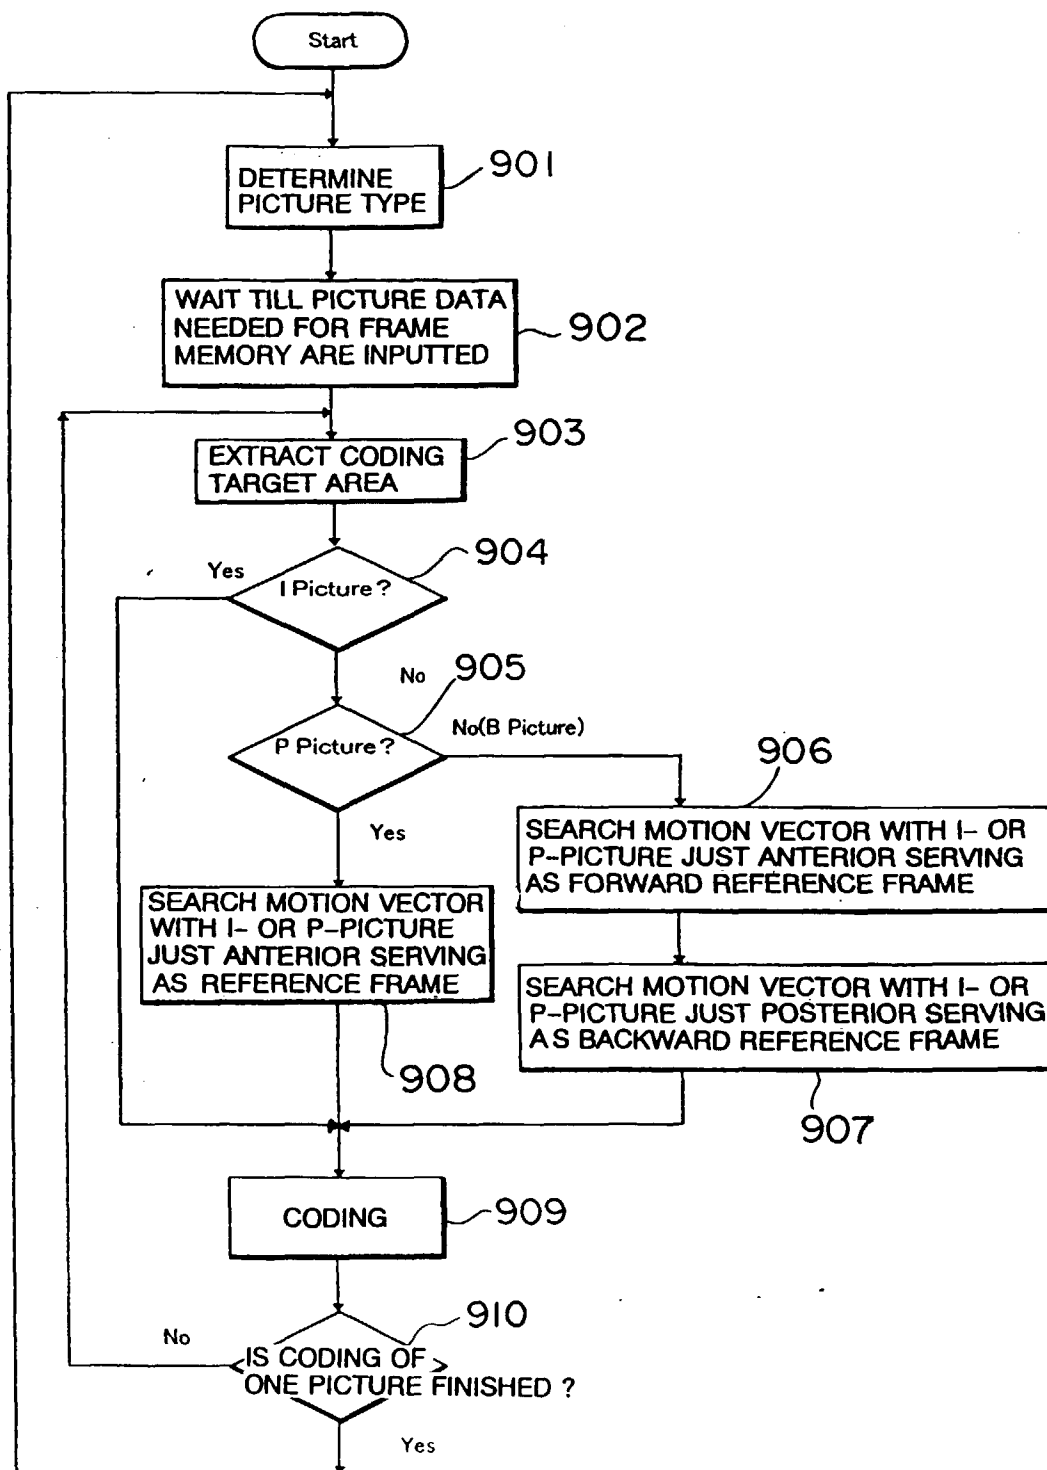 Start
901
DETERMINE
PICTURE TYPE
902
WAIT TILL PICTURE DATA
NEEDED FOR FRAME
MEMORY ARE INPUTTED
903
EXTRACT CODING
TARGET AREA
904
Yes
I Picture ?
No
905
P Picture ?
No(B Picture)
Yes
906
SEARCH MOTION VECTOR WITH I- OR
P-PICTURE JUST ANTERIOR SERVING
AS FORWARD REFERENCE FRAME
SEARCH MOTION VECTOR
WITH I- OR P-PICTURE
JUST ANTERIOR SERVING
AS REFERENCE FRAME
908
SEARCH MOTION VECTOR WITH I- OR
P-PICTURE JUST POSTERIOR SERVING
AS BACKWARD REFERENCE FRAME
907
CODING
909
910
No
IS CODING OF
ONE PICTURE FINISHED ?
Yes